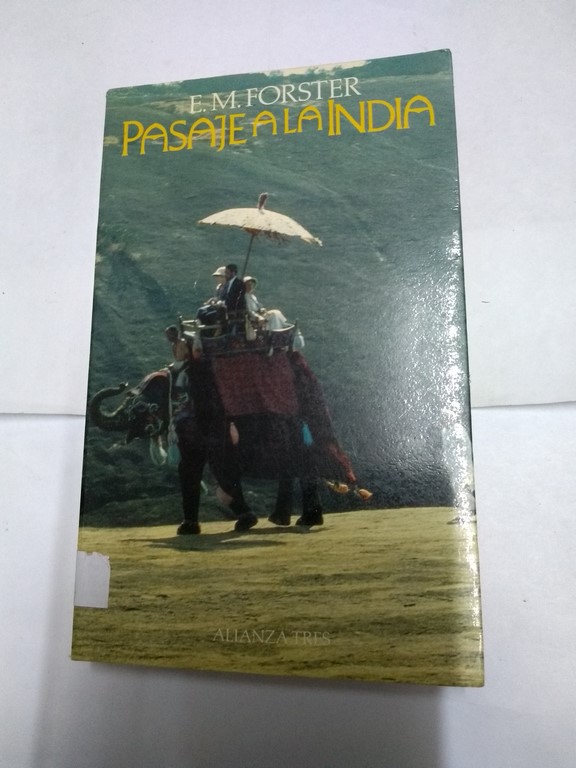 E. M. FORSTER
PASAJE A LA INDIA
ALIANZA TRES